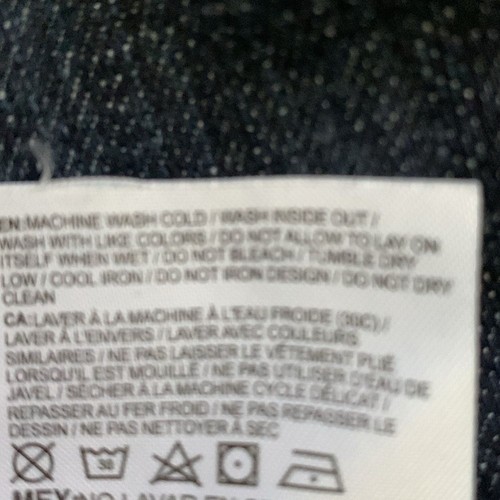 EN:MACHINE WASH COLD / WASH INSIDE OUT /
WASH WITH LIKE COLORS / DO NOT ALLOW TO LAY ON
ITSELF WHEN WET / DO NOT BLEACH / TUMBLE DRY
LOW / COOL IRON / DO NOT IRON DESIGN / DO NOT DRY
CLEAN
CA:LAVER À LA MACHINE À L'EAU FROIDE (30C) /
LAVER À L'ENVERS / LAVER AVEC COULEURS
SIMILAIRES / NE PAS LAISSER LE VÊTEMENT PLIÉ
LORSQU'IL EST MOUILLÉ / NE PAS UTILISER D'EAU DE
JAVEL / SÉCHER À LA MACHINE CYCLE DÉLICAT /
REPASSER AU FER FROID / NE PAS REPASSER LE
DESSIN / NE PAS NETTOYER À SEC
30
MEX:NO LAVAR EN